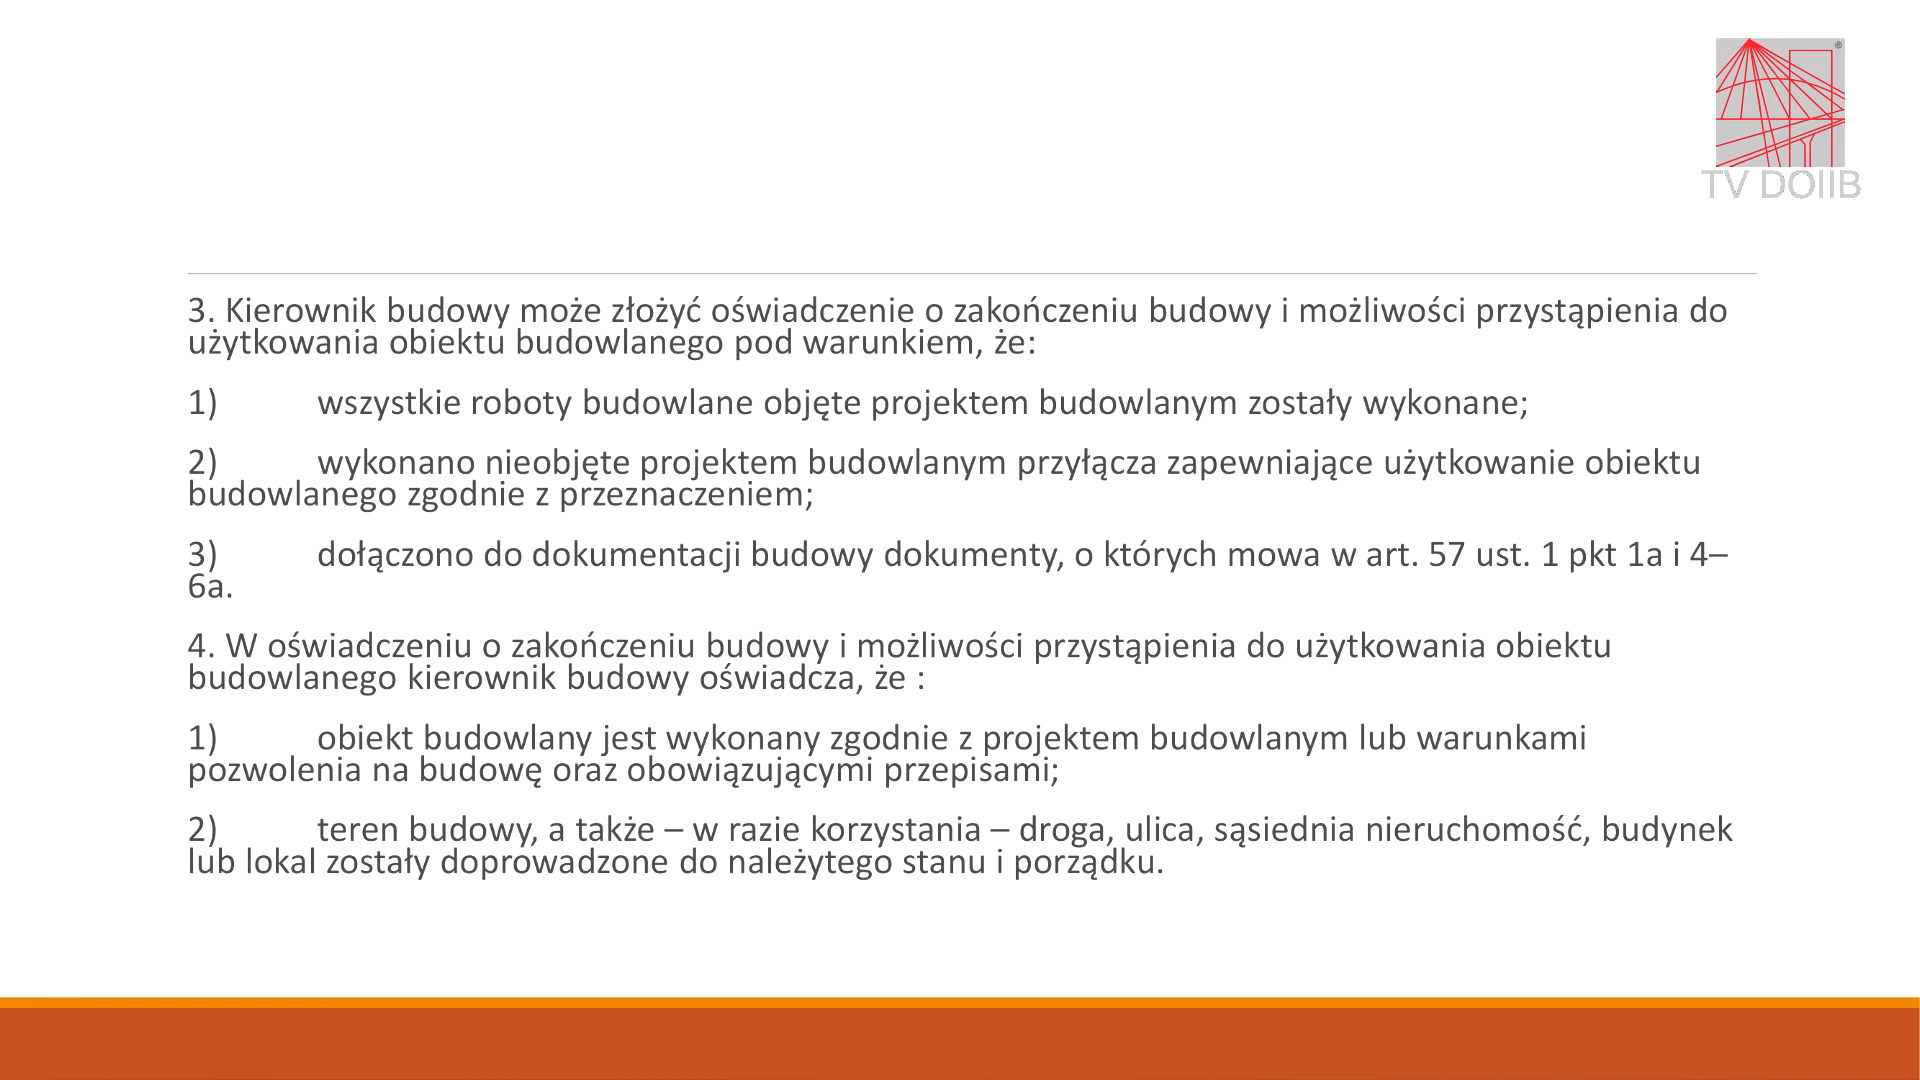 ®
TV DOIIB
3. Kierownik budowy może złożyć oświadczenie o zakończeniu budowy i możliwości przystąpienia do
użytkowania obiektu budowlanego pod warunkiem, że:
1) wszystkie roboty budowlane objęte projektem budowlanym zostały wykonane;
2) wykonano nieobjęte projektem budowlanym przyłącza zapewniające użytkowanie obiektu
budowlanego zgodnie z przeznaczeniem;
3) dołączono do dokumentacji budowy dokumenty, o których mowa w art. 57 ust. 1 pkt 1a i 4–
6a.
4. W oświadczeniu o zakończeniu budowy i możliwości przystąpienia do użytkowania obiektu
budowlanego kierownik budowy oświadcza, że :
1) obiekt budowlany jest wykonany zgodnie z projektem budowlanym lub warunkami
pozwolenia na budowę oraz obowiązującymi przepisami;
2) teren budowy, a także – w razie korzystania – droga, ulica, sąsiednia nieruchomość, budynek
lub lokal zostały doprowadzone do należytego stanu i porządku.